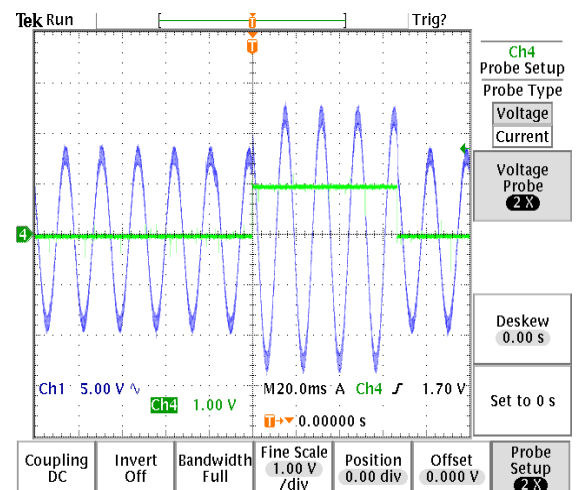 Tek Run
Trig?
T
T
4
Ch1 5.00 V ∿
M20.0ms A Ch4 ƒ 1.70 V
Ch4 1.00 V
T→▼ 0.00000 s
Ch4
Probe Setup
Probe Type
Voltage
Current
Voltage
Probe
2 X
Deskew
0.00 s
Set to 0 s
Coupling
DC
Invert
Off
Bandwidth
Full
Fine Scale
1.00 V
/div
Position
0.00 div
Offset
0.000 V
Probe
Setup
2 X